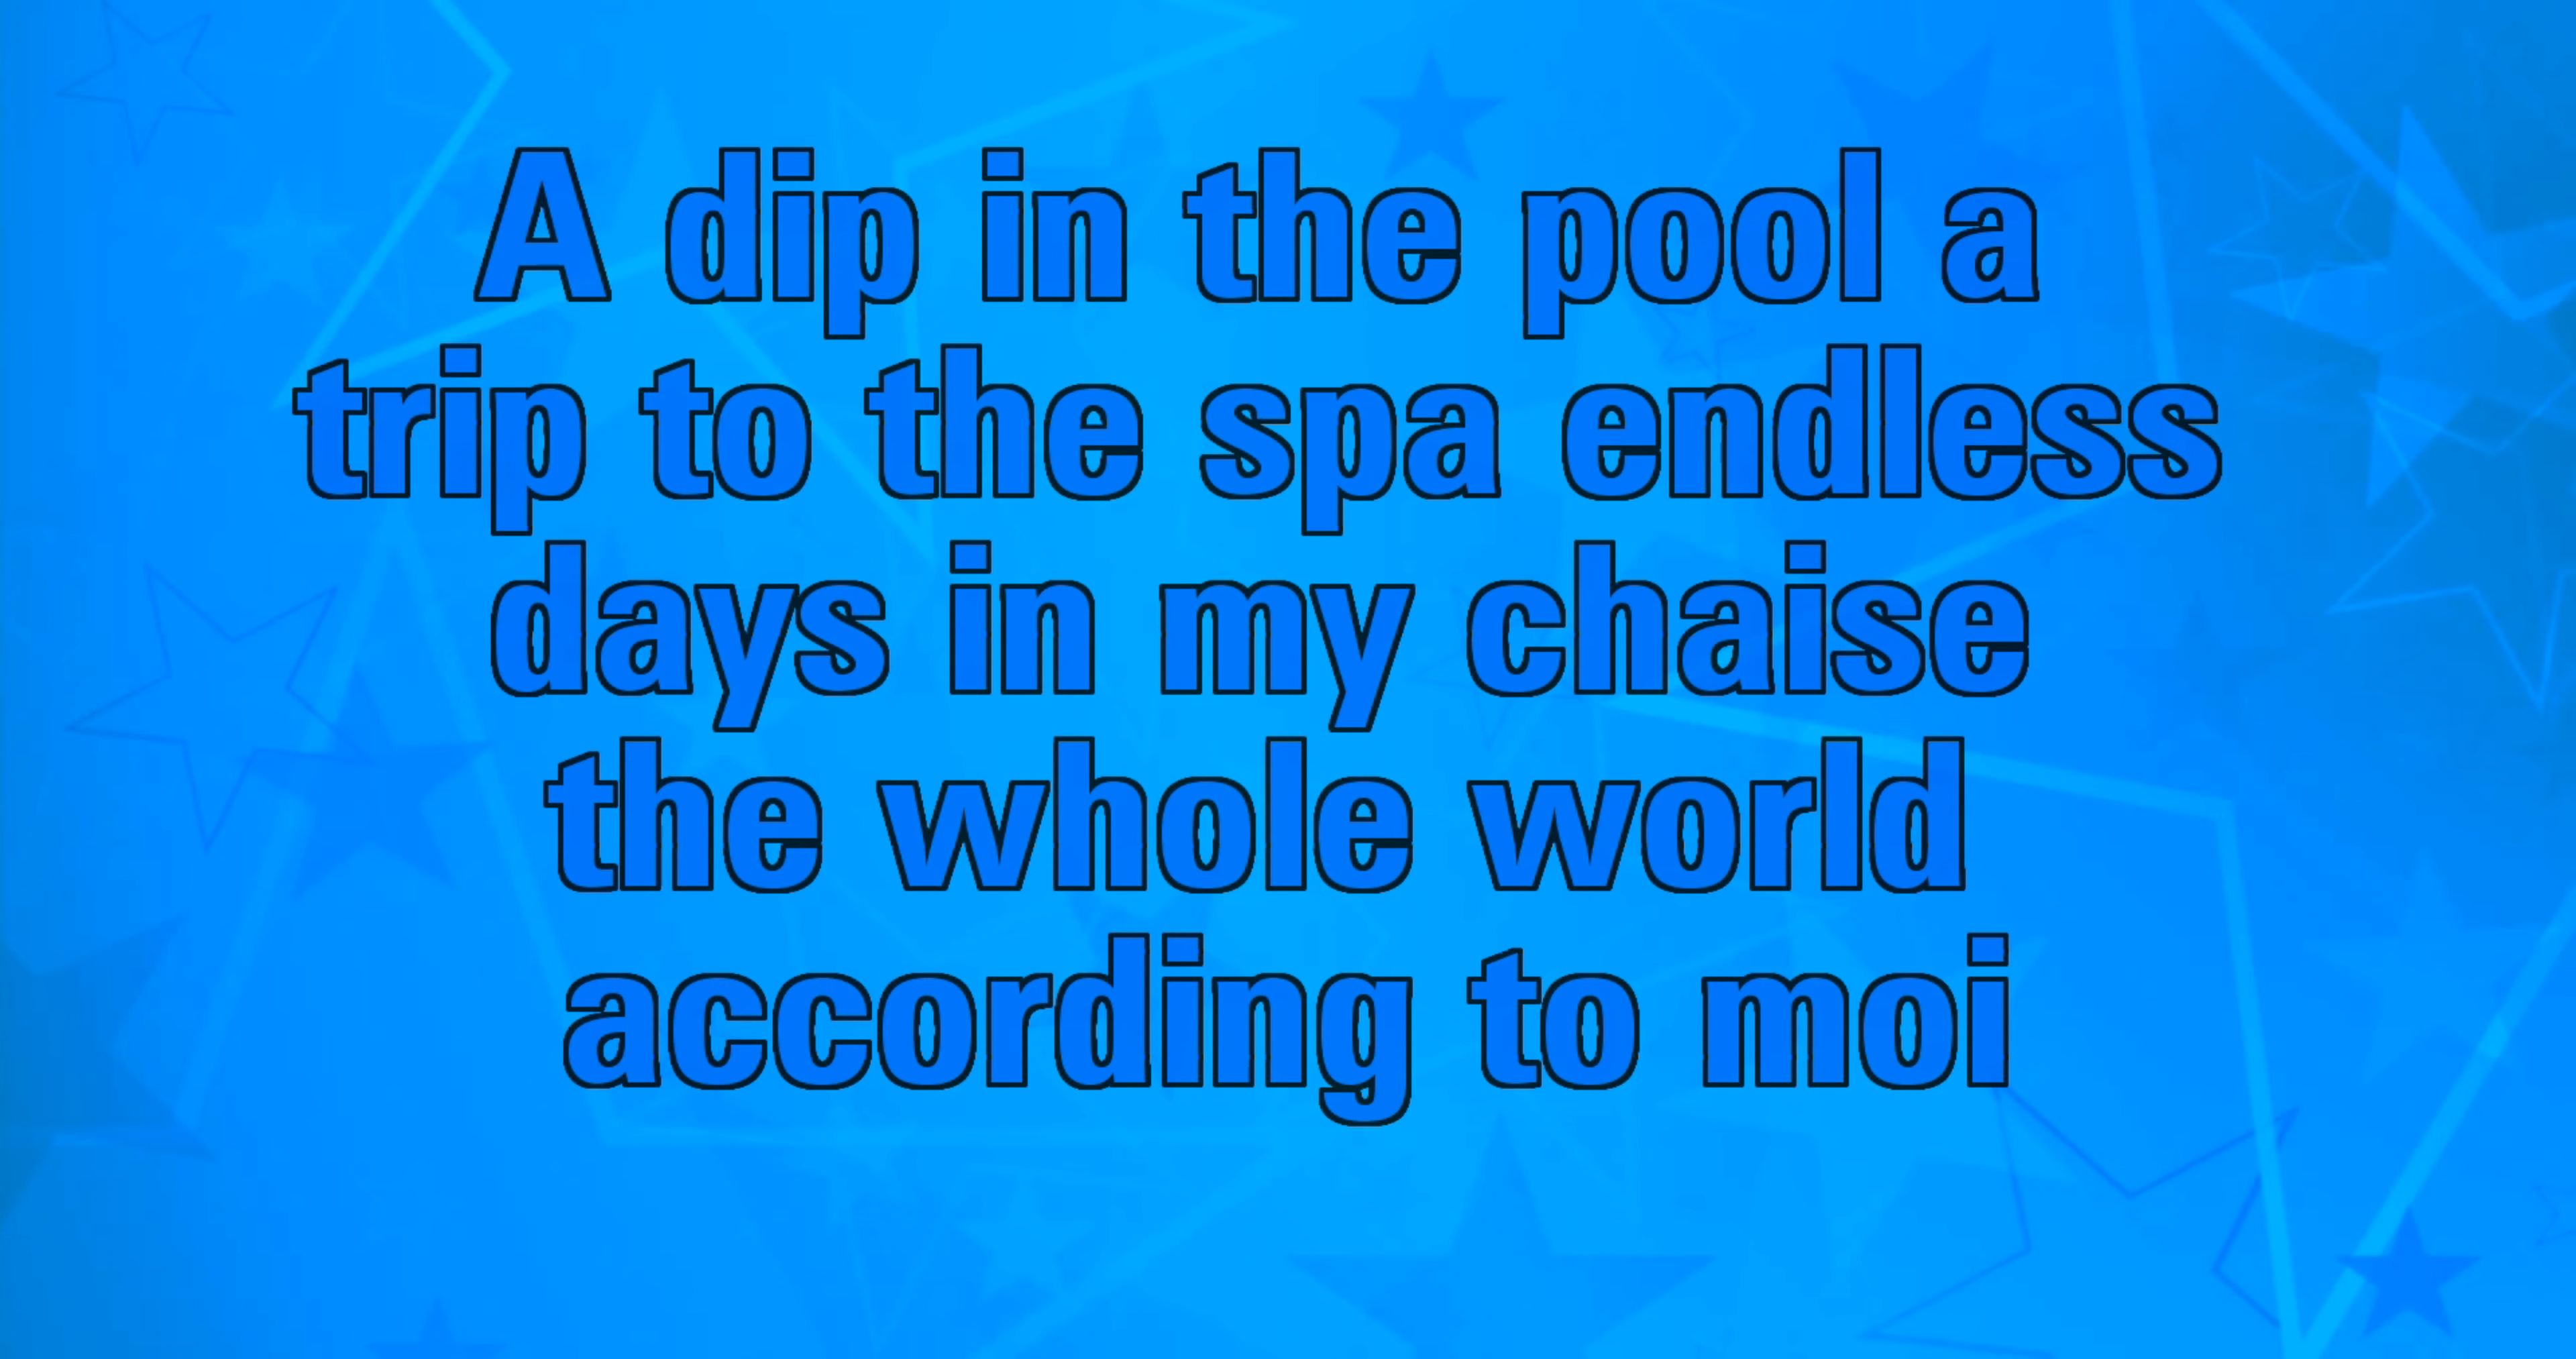 A dip in the pool a
trip to the spa endless
days in my chaise
the whole world
according to moi